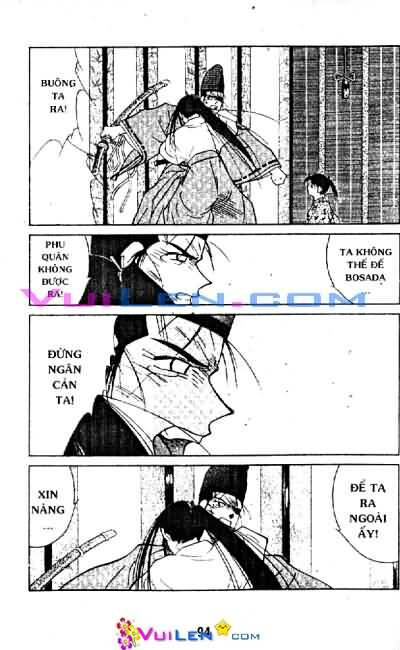 BUÔNG
TA
RA!
TA KHÔNG
THỂ ĐỂ
BOSADA
PHU
QUÂN
KHÔNG
ĐƯỢC
RA!
VuiLen.com
ĐỪNG
NGĂN
CẢN
TA!
ĐỂ TA
RA
NGOÀI
ẤY!
XIN
NÀNG
...
94
VuiLen.com